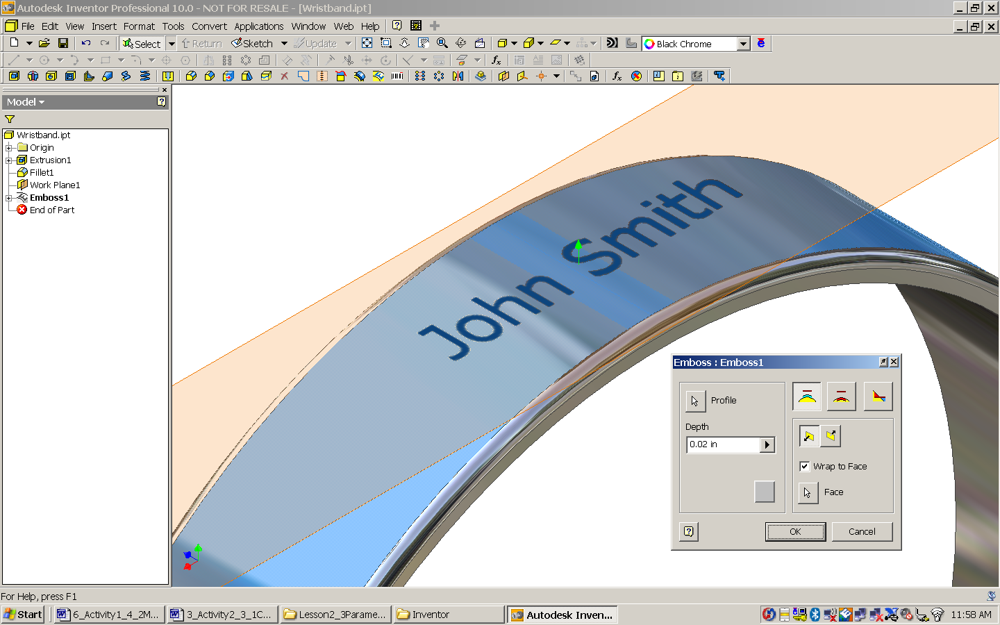 Autodesk Inventor Professional 10.0 - NOT FOR RESALE - [Wristband.ipt]
File Edit View Insert Format Tools Convert Applications Window Web Help
Select Return Sketch Update Black Chrome
Model
Wristband.ipt
Origin
Extrusion1
Fillet1
Work Plane1
Emboss1
End of Part
John Smith
Emboss : Emboss1
Profile
Depth
0.02 in
Wrap to Face
Face
OK Cancel
For Help, press F1
Start 6_Activity1_4_2M... 3_Activity2_3_1C... Lesson2_3Parame... Inventor Autodesk Inven... 11:58 AM